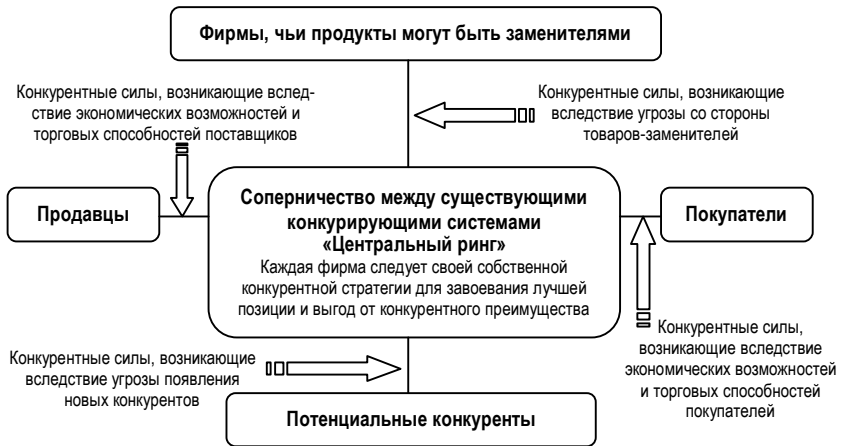 Фирмы, чьи продукты могут быть заменителями
Конкурентные силы, возникающие вслед-
ствие экономических возможностей и
торговых способностей поставщиков
Конкурентные силы, возникающие
вследствие угрозы со стороны
товаров-заменителей
Продавцы
Соперничество между существующими
конкурирующими системами
«Центральный ринг»
Каждая фирма следует своей собственной
конкурентной стратегии для завоевания лучшей
позиции и выгод от конкурентного преимущества
Покупатели
Конкурентные силы, возникающие
вследствие угрозы появления
новых конкурентов
Конкурентные силы,
возникающие вследствие
экономических возможностей
и торговых способностей
покупателей
Потенциальные конкуренты